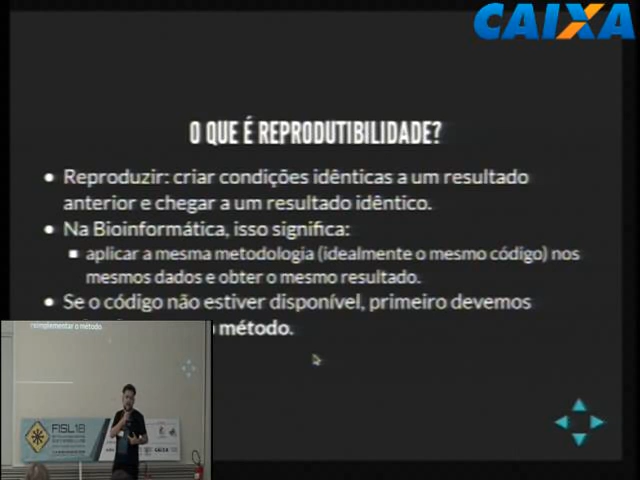 CAIXA
O QUE É REPRODUTIBILIDADE?
• Reproduzir: criar condições idênticas a um resultado
anterior e chegar a um resultado idêntico.
• Na Bioinformática, isso significa:
▪ aplicar a mesma metodologia (idealmente o mesmo código) nos
mesmos dados e obter o mesmo resultado.
• Se o código não estiver disponível, primeiro devemos
o método.
reimplementar o método
FISL18
CAIXA